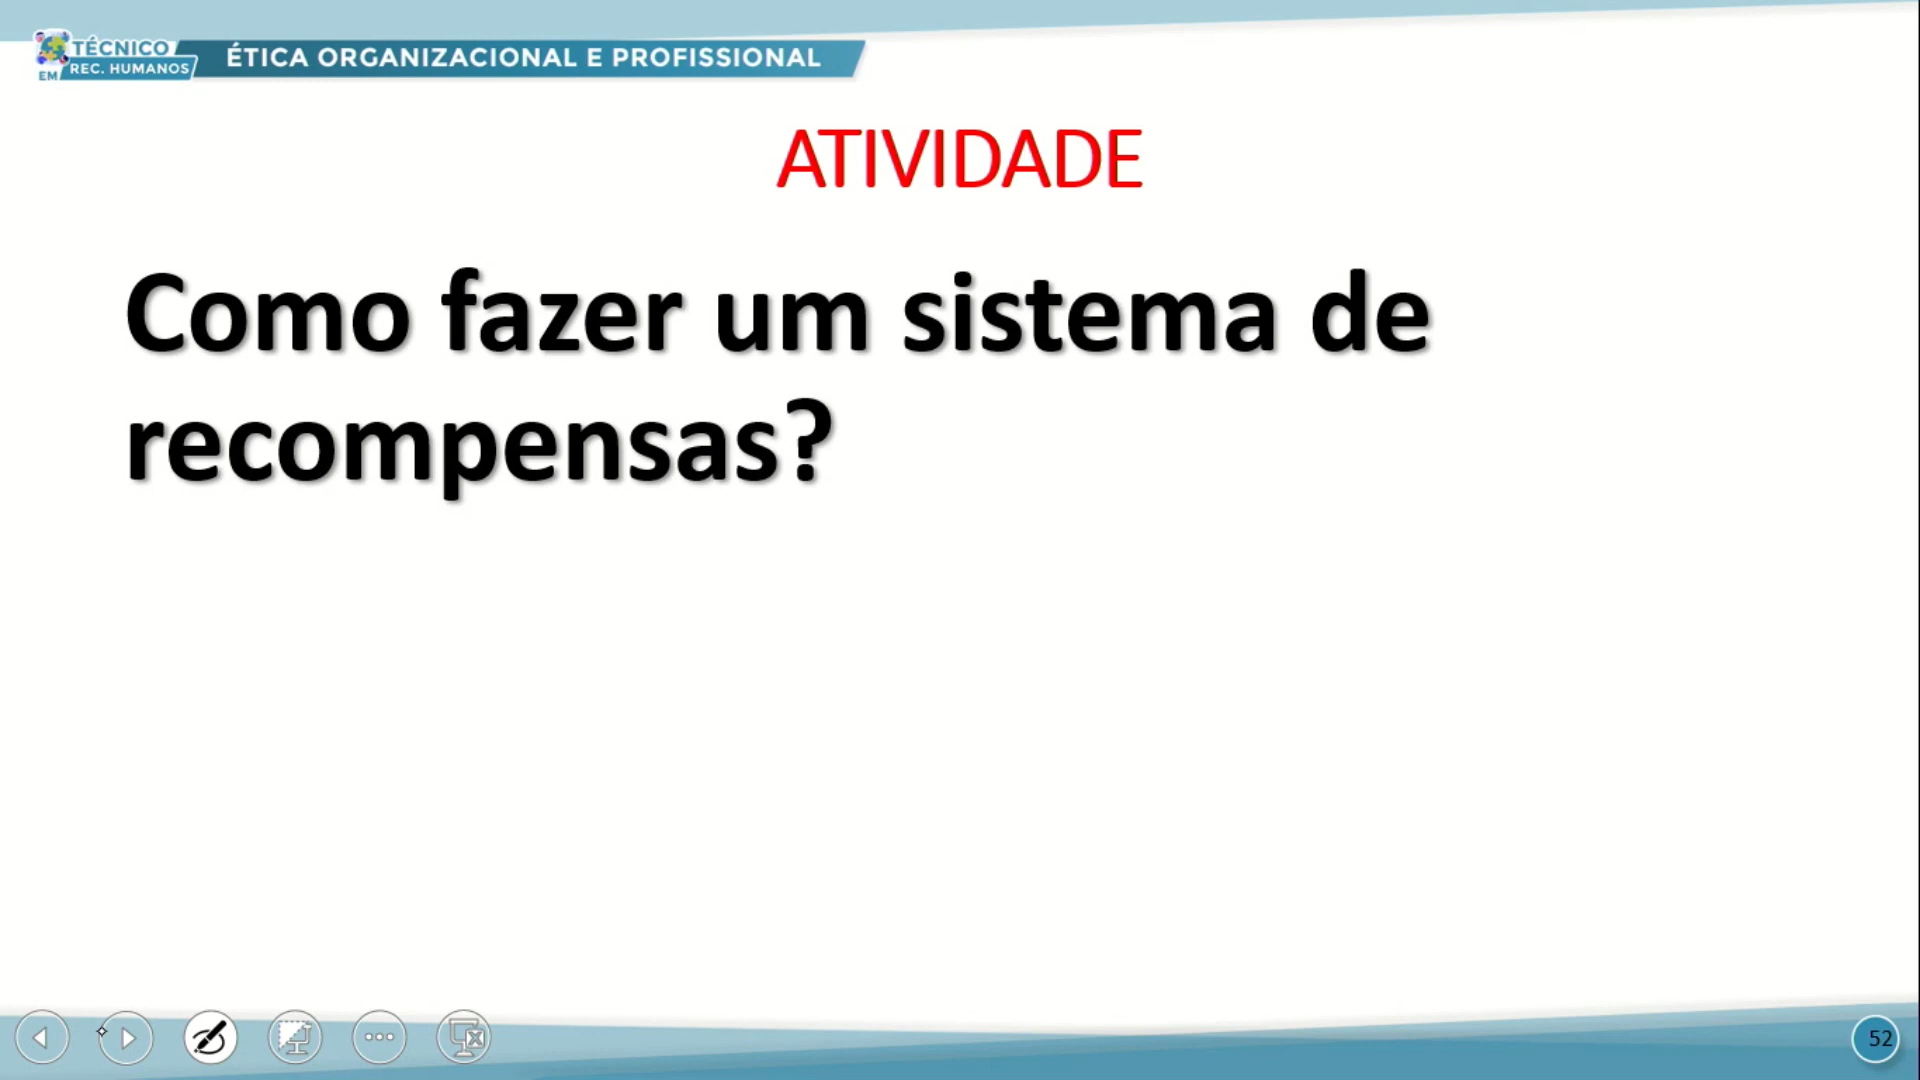 TÉCNICO
EM REC. HUMANOS
ÉTICA ORGANIZACIONAL E PROFISSIONAL
ATIVIDADE
Como fazer um sistema de
recompensas?
52